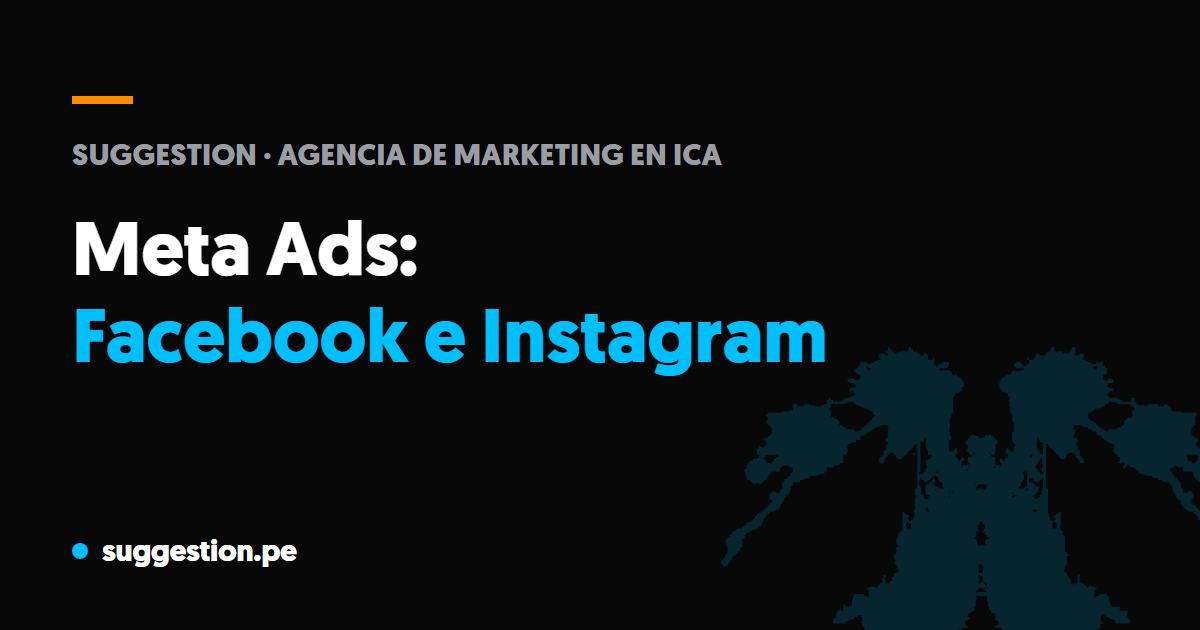 SUGGESTION · AGENCIA DE MARKETING EN ICA
Meta Ads:
Facebook e Instagram
suggestion.pe